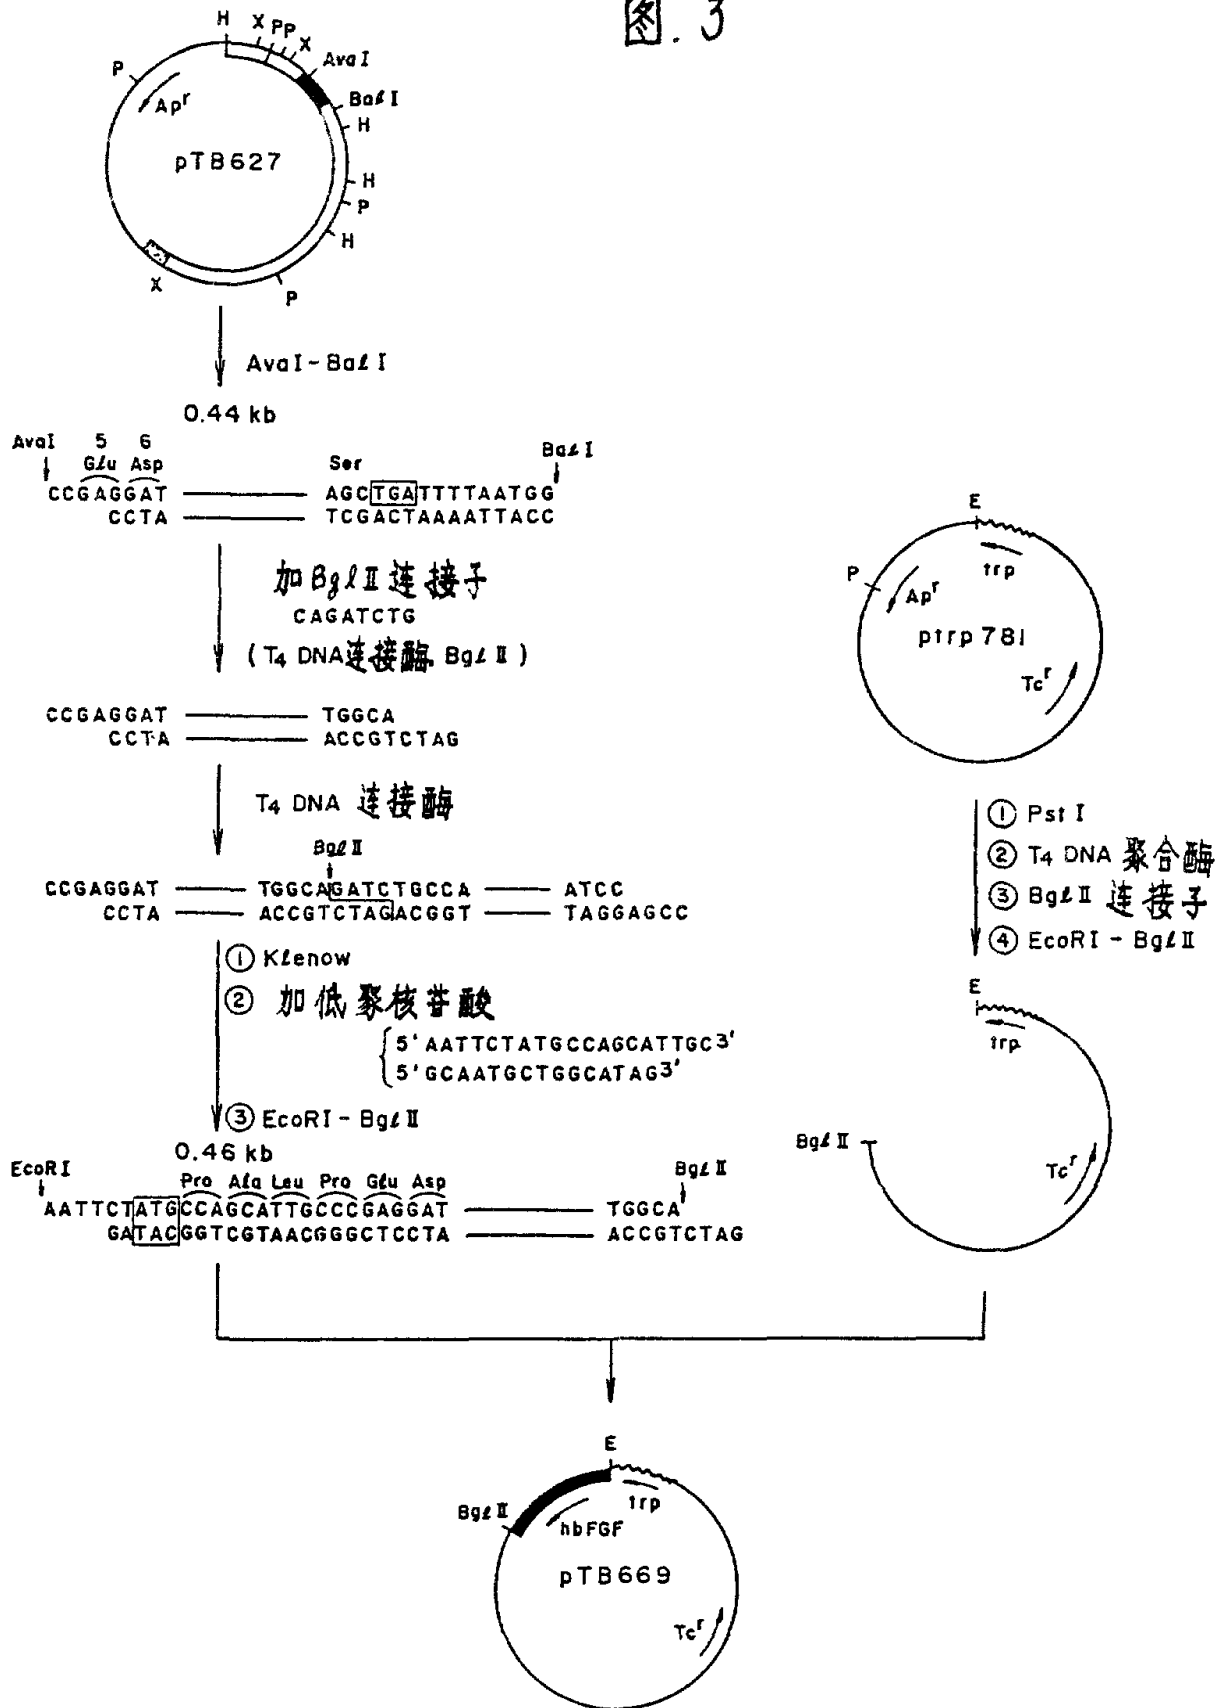 图.3
H X PP X AvaI
P
Apʳ
BalI
H
pTB627
H
P
H
X
P
AvaI-BalI
0.44 kb
AvaI 5 6
Glu Asp Ser BalI
CCGAGGAT AGCTGATTTTAATGG
CCTA TCGACTAAAATTACC
加BglII连接子
CAGATCTG
(T4 DNA连接酶. BglII)
CCGAGGAT TGGCA
CCTA ACCGTCTAG
T4 DNA 连接酶
BglII
CCGAGGAT TGGCAGATCTGCCA ATCC
CCTA ACCGTCTAGACGGT TAGGAGCC
① Klenow
② 加低聚核苷酸
5'AATTCTATGCCAGCATTGC3'
5'GCAATGCTGGCATAG3'
③ EcoRI-BglII
0.46 kb
EcoRI Pro Ala Leu Pro Glu Asp BglII
AATTCTATGCCAGCATTGCCCGAGGAT TGGCA
GATACGGTCGTAACGGGCTCCTA ACCGTCTAG
E
trp
P
Apʳ
ptrp781
Tcʳ
① Pst I
② T4 DNA 聚合酶
③ BglII 连接子
④ EcoRI-BglII
E
trp
BglII
Tcʳ
E
BglII
trp
hbFGF
pTB669
Tcʳ